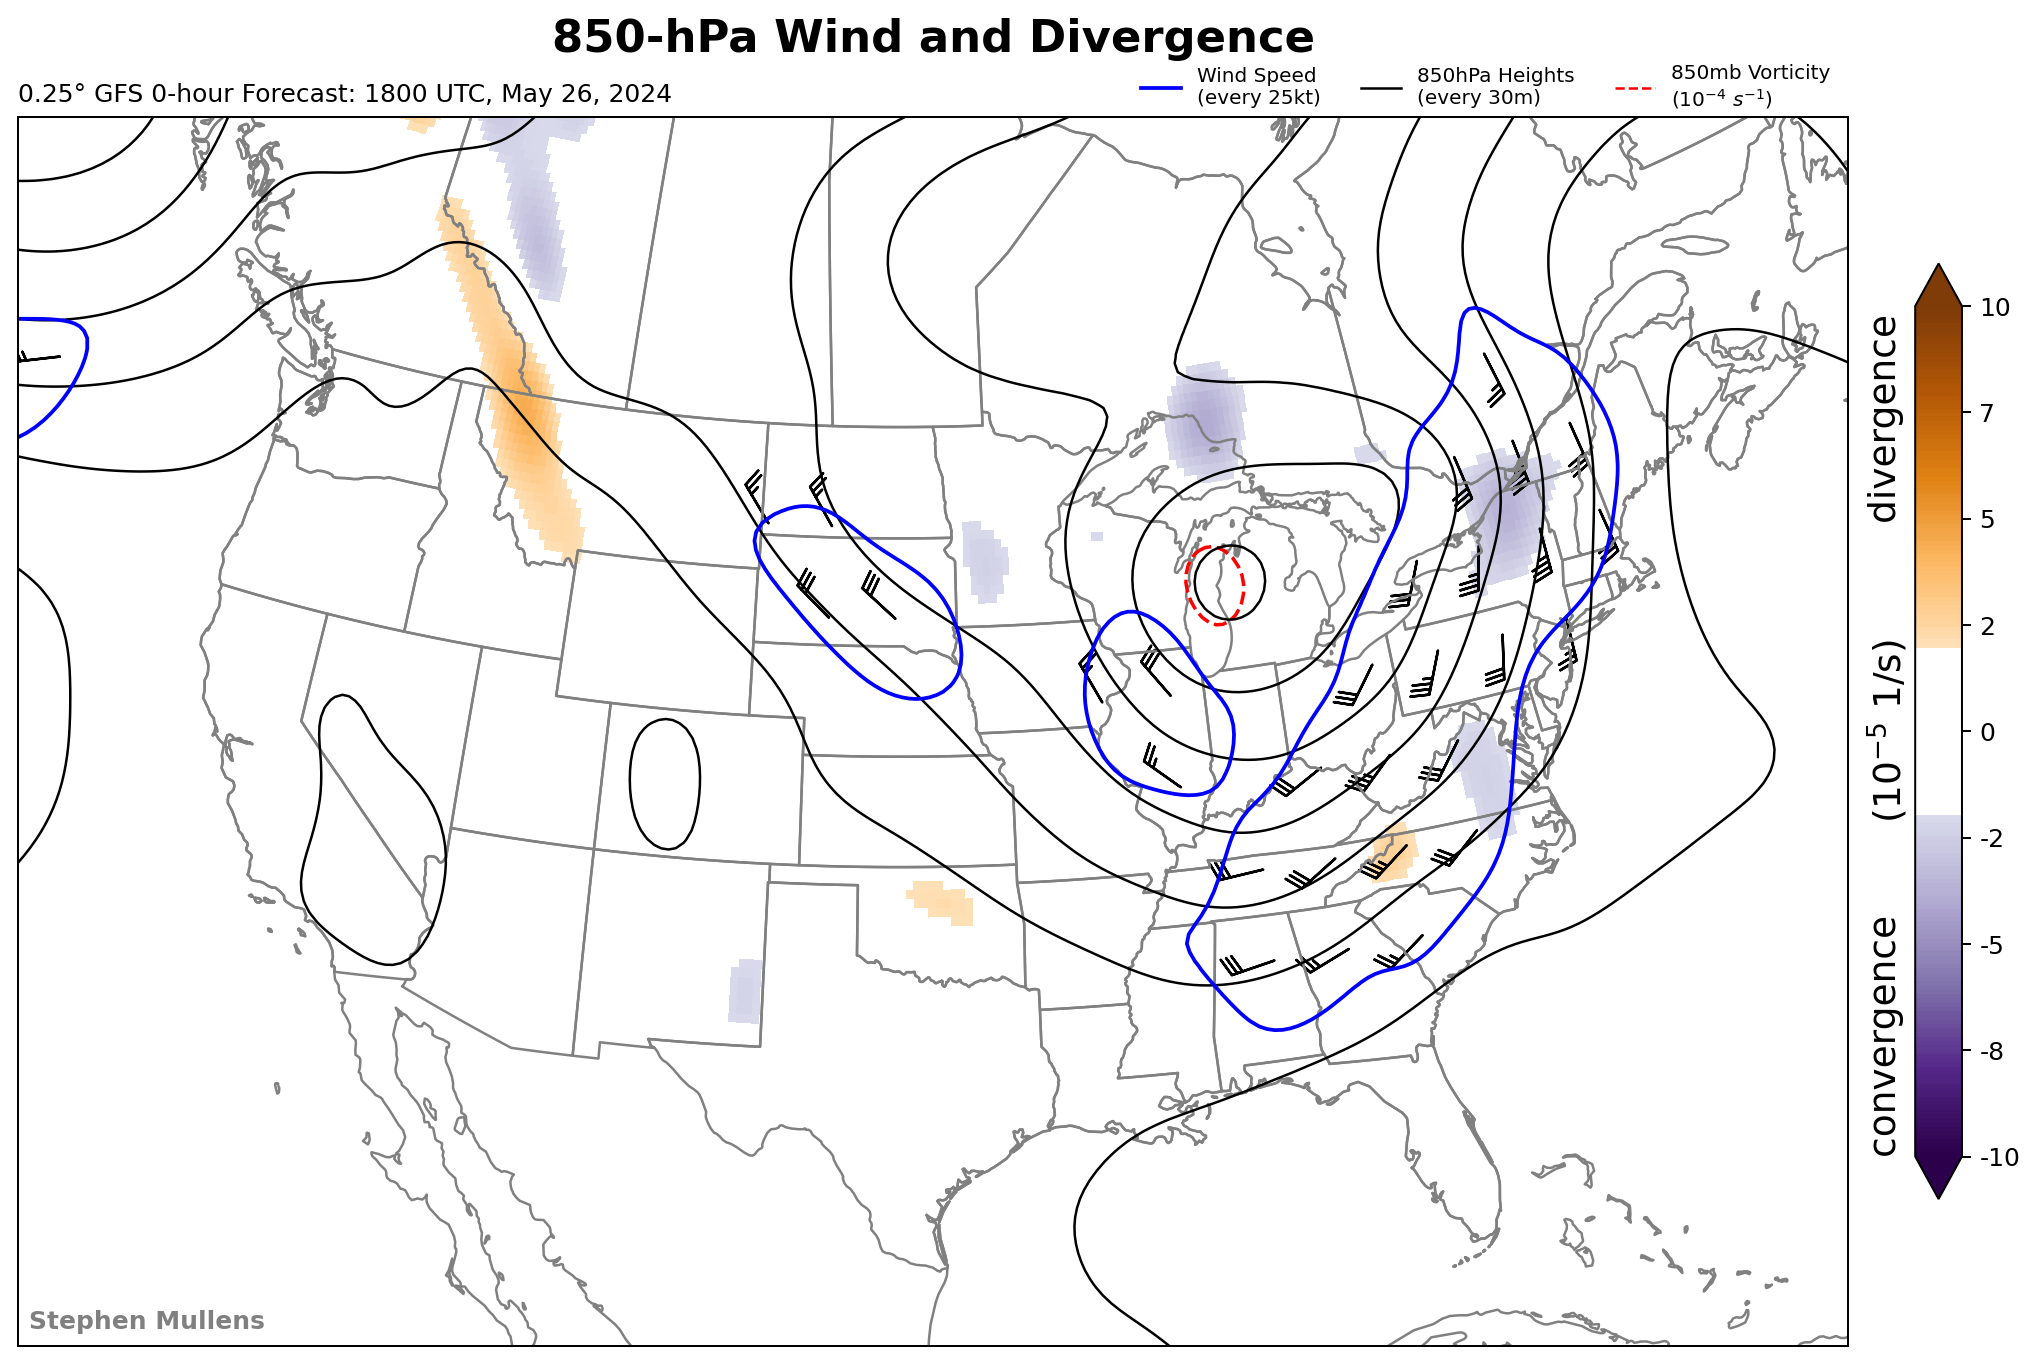 850-hPa Wind and Divergence
0.25° GFS 0-hour Forecast: 1800 UTC, May 26, 2024
Wind Speed
(every 25kt)
850hPa Heights
(every 30m)
850mb Vorticity
(10⁻⁴ s⁻¹)
10
7
5
2
0
-2
-5
-8
-10
convergence (10⁻⁵ 1/s) divergence
Stephen Mullens